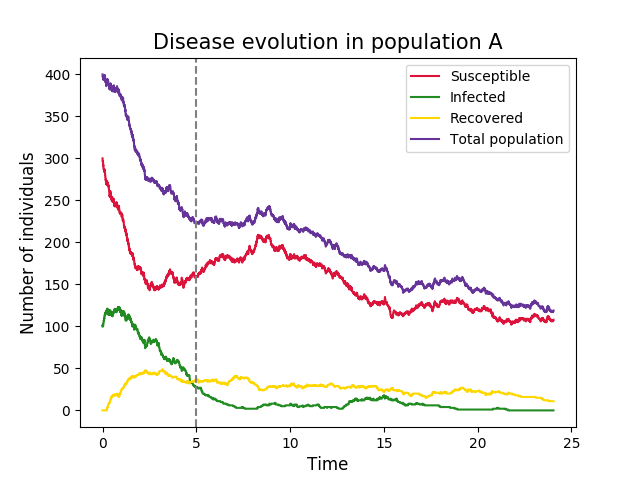 Disease evolution in population A
Number of individuals
400
350
300
250
200
150
100
50
0
Susceptible
Infected
Recovered
Total population
0
5
10
15
20
25
Time